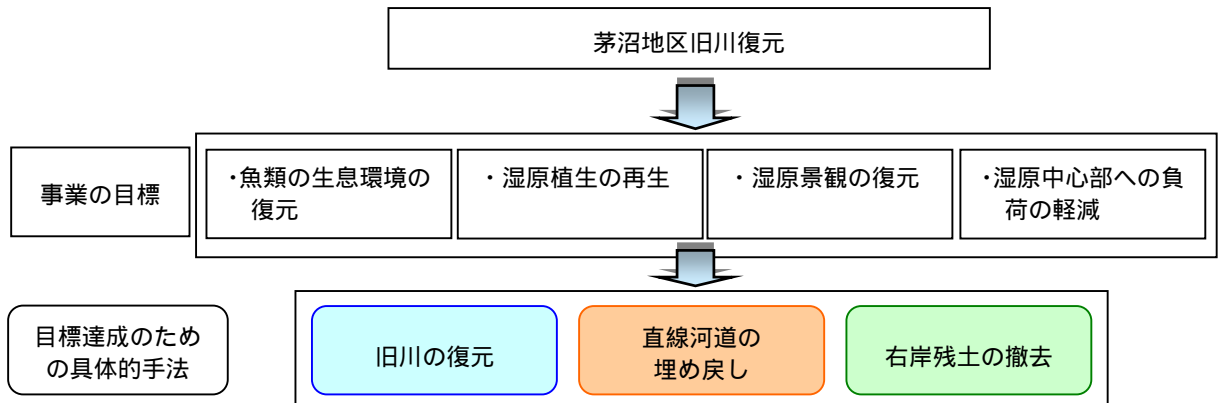 茅沼地区旧川復元
事業の目標
・魚類の生息環境の
復元
・湿原植生の再生
・湿原景観の復元
・湿原中心部への負
荷の軽減
目標達成のため
の具体的手法
旧川の復元
直線河道の
埋め戻し
右岸残土の撤去